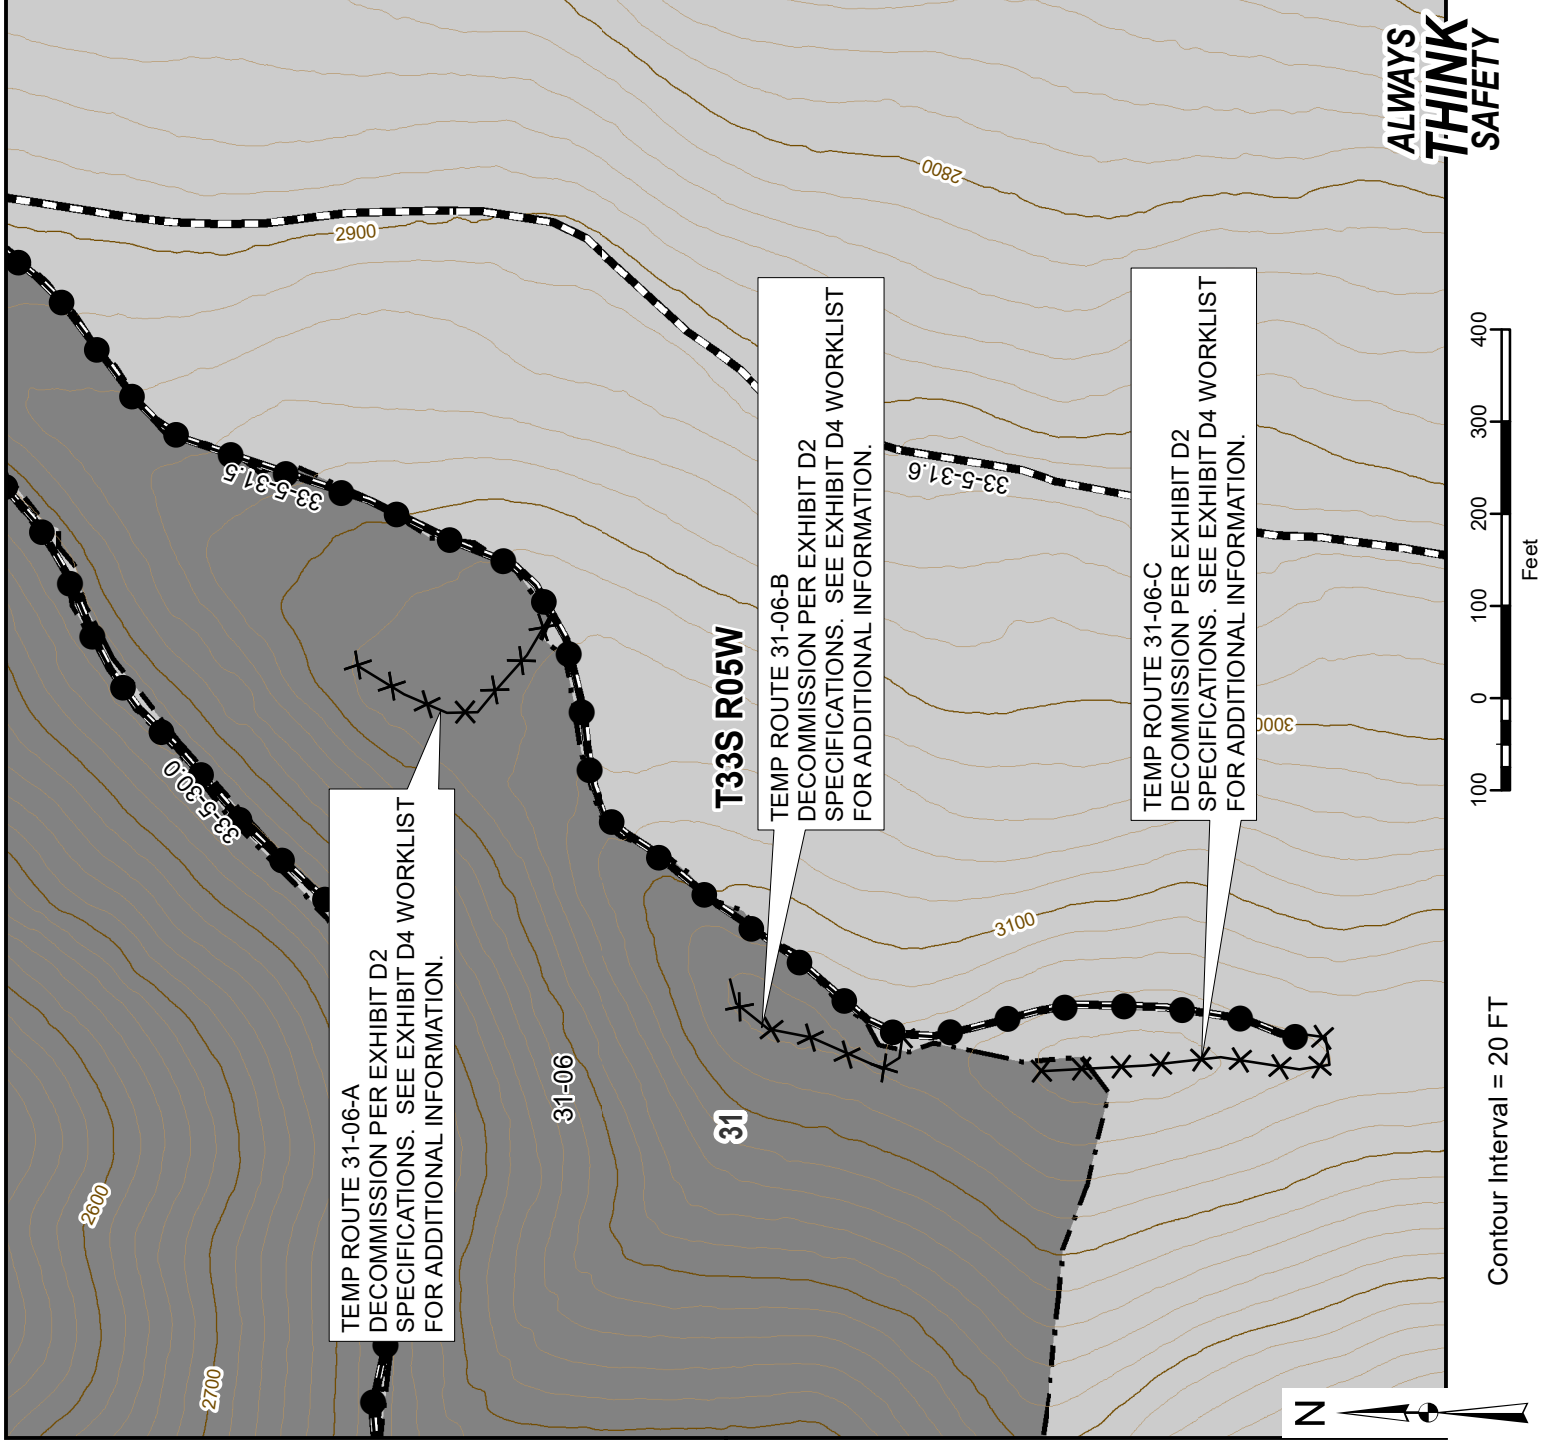 TEMP ROUTE 31-06-A
DECOMMISSION PER EXHIBIT D2
SPECIFICATIONS. SEE EXHIBIT D4 WORKLIST
FOR ADDITIONAL INFORMATION.
TEMP ROUTE 31-06-B
DECOMMISSION PER EXHIBIT D2
SPECIFICATIONS. SEE EXHIBIT D4 WORKLIST
FOR ADDITIONAL INFORMATION.
TEMP ROUTE 31-06-C
DECOMMISSION PER EXHIBIT D2
SPECIFICATIONS. SEE EXHIBIT D4 WORKLIST
FOR ADDITIONAL INFORMATION.
T33S R05W
31-06
31
33-5-30.0
33-5-31.5
33-5-31.6
2600
2700
2800
2900
3000
3100
ALWAYS
THINK
SAFETY
100 0 100 200 300 400
Feet
Contour Interval = 20 FT
N